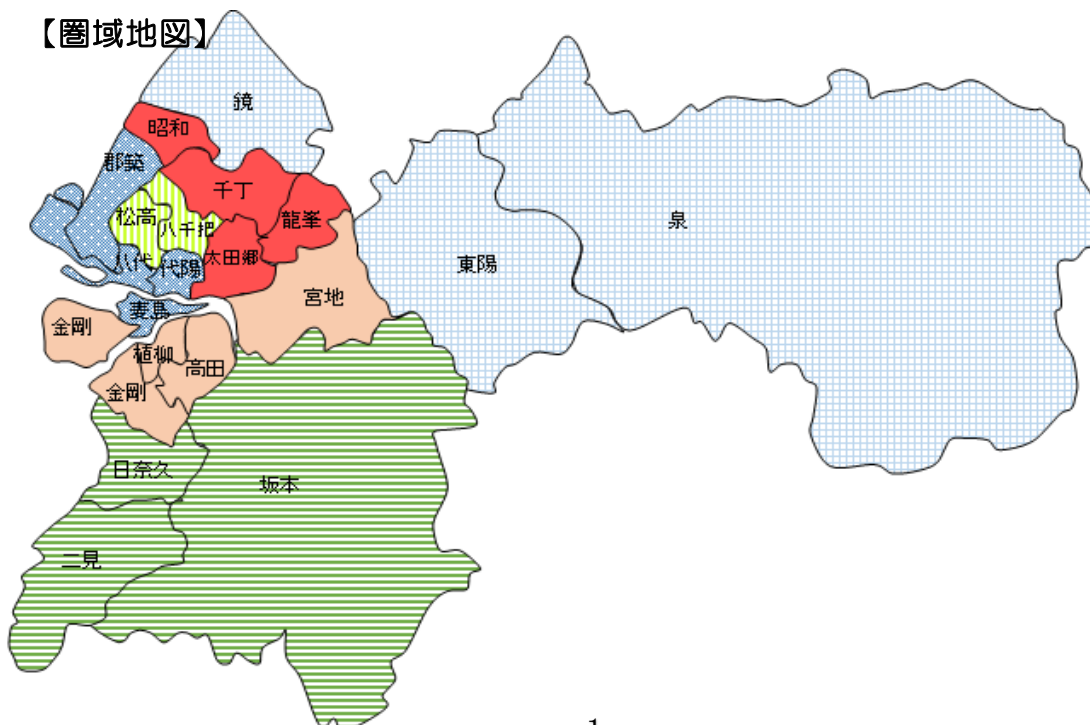 【圏域地図】
鏡
昭和
郡築
千丁
松高
八千把
龍峯
泉
八代
代陽
太田郷
東陽
宮地
麦島
金剛
植柳
高田
金剛
日奈久
坂本
二見
1